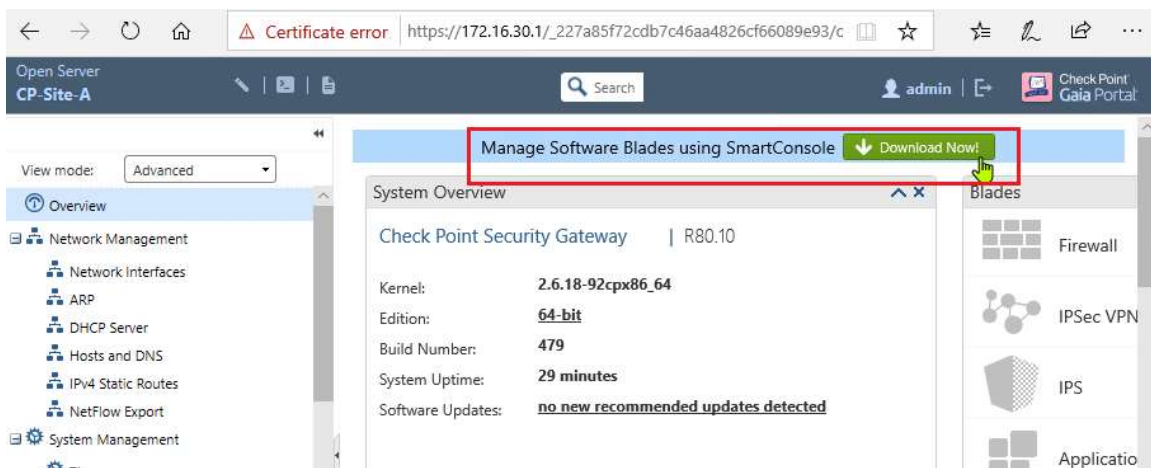 Certificate error https://172.16.30.1/_227a85f72cdb7c46aa4826cf66089e93/c
Open Server
CP-Site-A
Search
admin
Check Point
Gaia Portal
Manage Software Blades using SmartConsole Download Now!
View mode: Advanced
Overview
Network Management
Network Interfaces
ARP
DHCP Server
Hosts and DNS
IPv4 Static Routes
NetFlow Export
System Management
System Overview
Check Point Security Gateway | R80.10
Kernel: 2.6.18-92cpx86_64
Edition: 64-bit
Build Number: 479
System Uptime: 29 minutes
Software Updates: no new recommended updates detected
Blades
Firewall
IPSec VPN
IPS
Applicatio